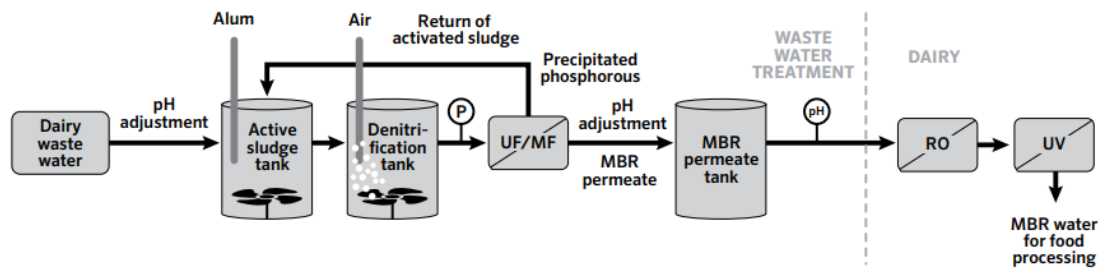 Alum
Air
Return of
activated sludge
Precipitated
phosphorous
WASTE
WATER
TREATMENT
DAIRY
Dairy
waste
water
pH
adjustment
Active
sludge
tank
Denitri-
fication
tank
P
UF/MF
pH
adjustment
MBR
permeate
MBR
permeate
tank
pH
RO
UV
MBR water
for food
processing